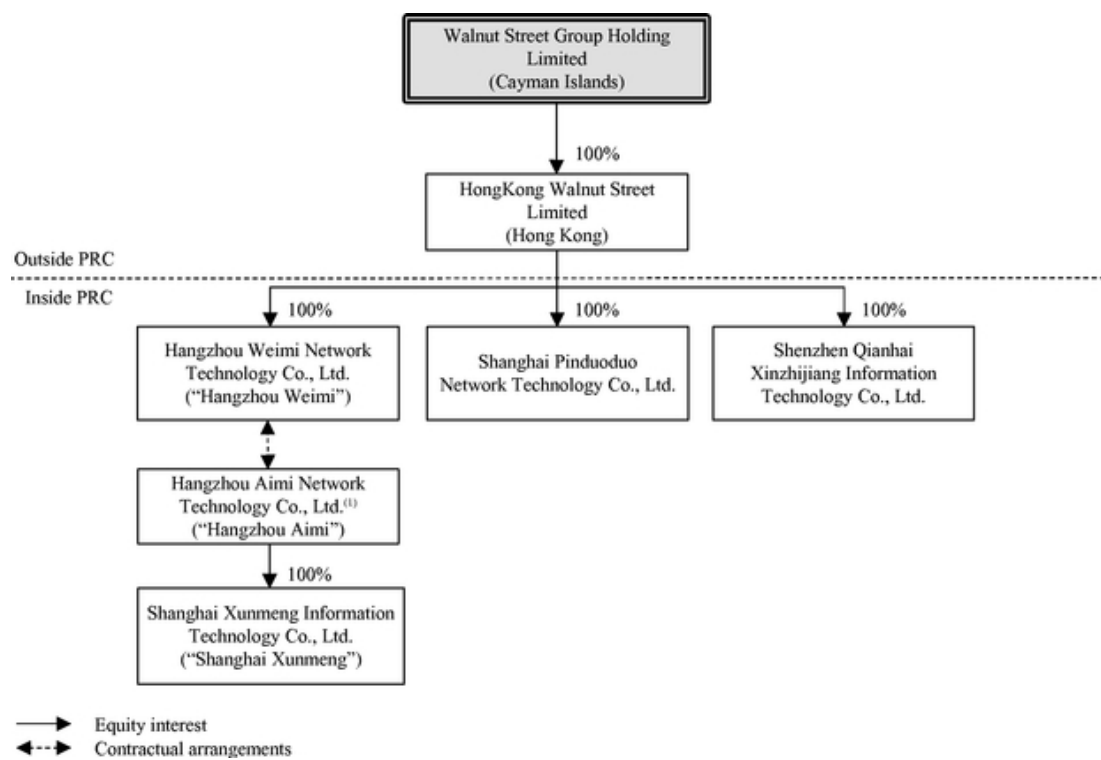 Walnut Street Group Holding
Limited
(Cayman Islands)
100%
HongKong Walnut Street
Limited
(Hong Kong)
Outside PRC
Inside PRC
100%
100%
100%
Hangzhou Weimi Network
Technology Co., Ltd.
(“Hangzhou Weimi”)
Shanghai Pinduoduo
Network Technology Co., Ltd.
Shenzhen Qianhai
Xinzhijiang Information
Technology Co., Ltd.
Hangzhou Aimi Network
Technology Co., Ltd.(1)
(“Hangzhou Aimi”)
100%
Shanghai Xunmeng Information
Technology Co., Ltd.
(“Shanghai Xunmeng”)
Equity interest
Contractual arrangements